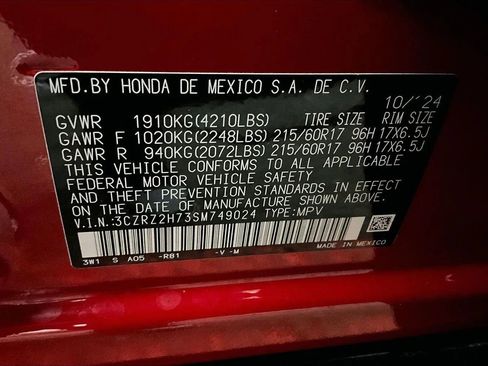 MFD.BY HONDA DE MEXICO S.A. DE C.V.
10/'24
GVWR 1910KG(4210LBS) TIRE SIZE RIM SIZE
GAWR F 1020KG(2248LBS) 215/60R17 96H 17X6.5J
GAWR R 940KG(2072LBS) 215/60R17 96H 17X6.5J
THIS VEHICLE CONFORMS TO ALL APPLICABLE
FEDERAL MOTOR VEHICLE SAFETY
AND THEFT PREVENTION STANDARDS IN EFFECT
ON THE DATE OF MANUFACTURE SHOWN ABOVE.
V.I.N.:3CZRZ2H73SM749024 TYPE:MPV
3W1 S A05 -R81 -V -M MADE IN MEXICO